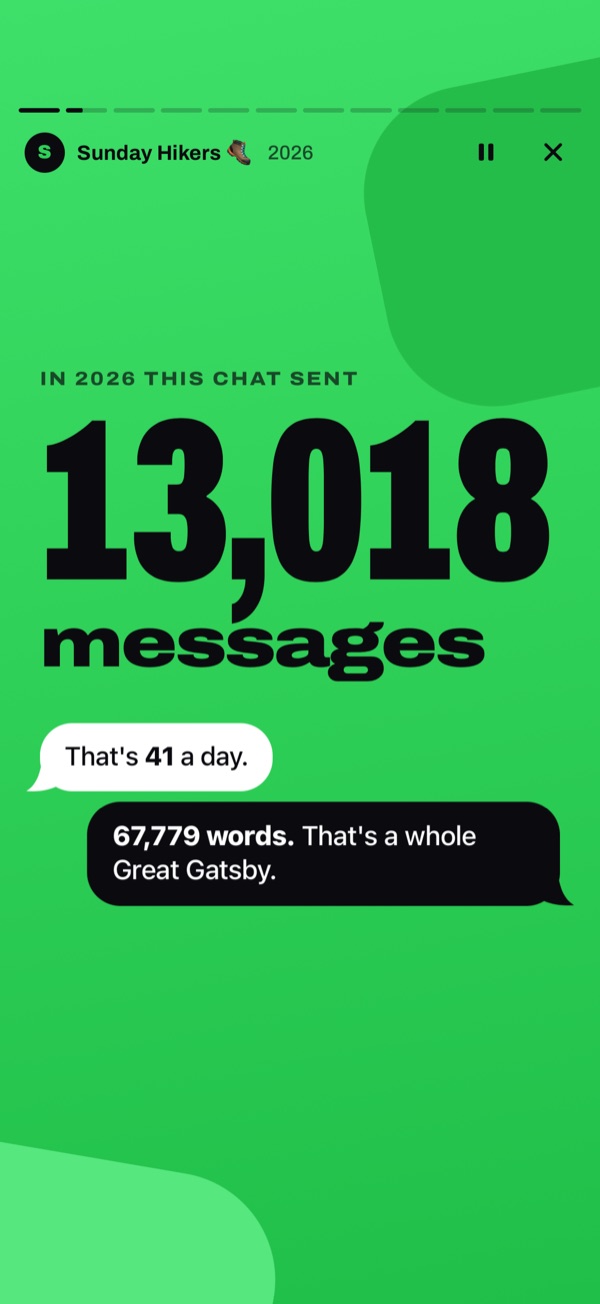 S Sunday Hikers 🥾 2026
IN 2026 THIS CHAT SENT
13,018
messages
That's 41 a day.
67,779 words. That's a whole
Great Gatsby.